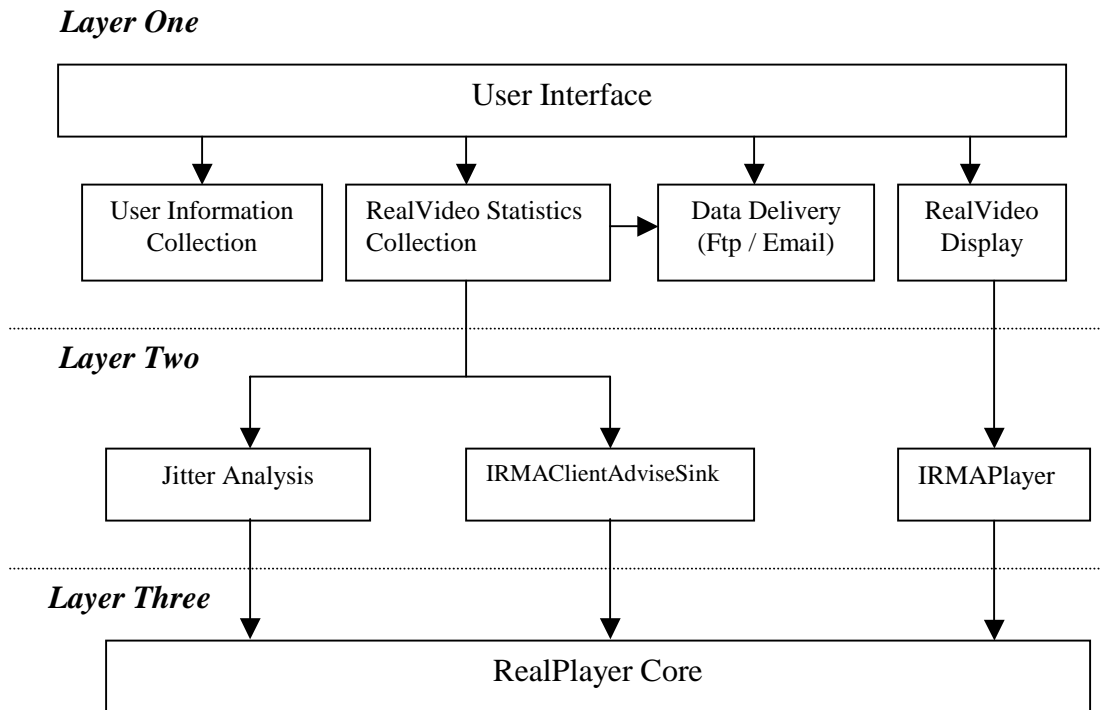 Layer One
User Interface
User Information
Collection
RealVideo Statistics
Collection
Data Delivery
(Ftp / Email)
RealVideo
Display
Layer Two
Jitter Analysis
IRMAClientAdviseSink
IRMAPlayer
Layer Three
RealPlayer Core